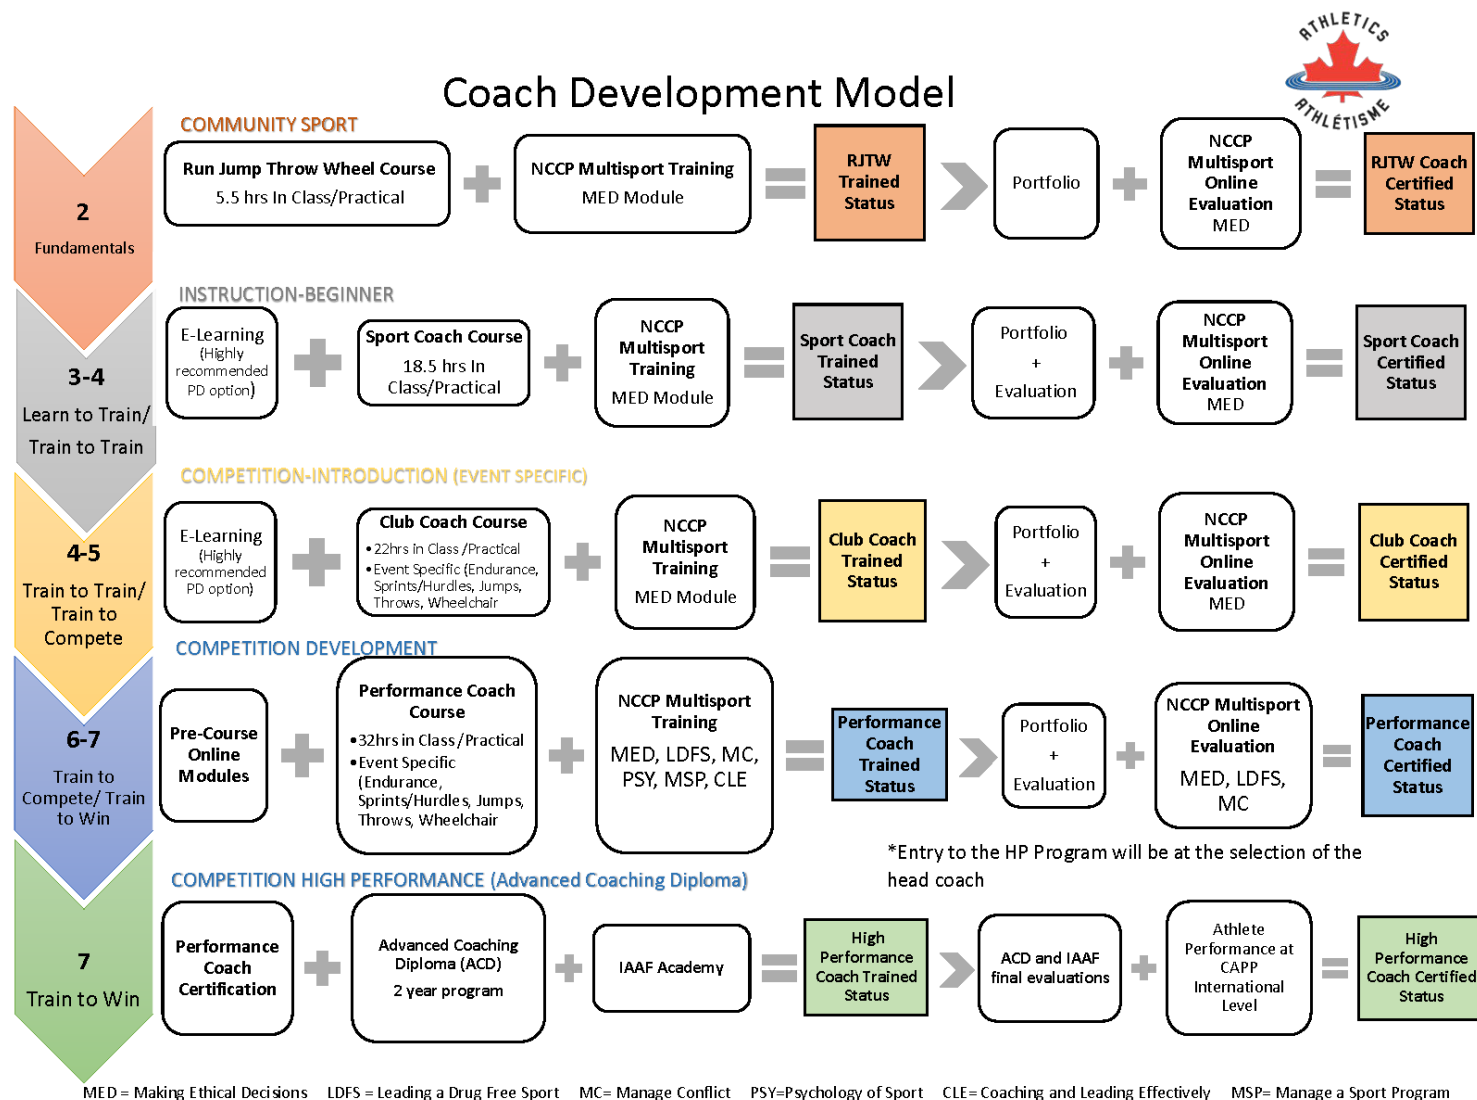 ATHLETICS
ATHLÉTISME
Coach Development Model
COMMUNITY SPORT
2
Fundamentals
Run Jump Throw Wheel Course
5.5 hrs In Class/Practical
NCCP Multisport Training
MED Module
RJTW
Trained
Status
Portfolio
NCCP
Multisport
Online
Evaluation
MED
RJTW Coach
Certified
Status
INSTRUCTION-BEGINNER
3-4
Learn to Train/
Train to Train
E-Learning
(Highly
recommended
PD option)
Sport Coach Course
18.5 hrs In
Class/Practical
NCCP
Multisport
Training
MED Module
Sport Coach
Trained
Status
Portfolio
+
Evaluation
NCCP
Multisport
Online
Evaluation
MED
Sport Coach
Certified
Status
COMPETITION-INTRODUCTION (EVENT SPECIFIC)
4-5
Train to Train/
Train to
Compete
E-Learning
(Highly
recommended
PD option)
Club Coach Course
•22hrs in Class /Practical
•Event Specific (Endurance,
Sprints/Hurdles, Jumps,
Throws, Wheelchair
NCCP
Multisport
Training
MED Module
Club Coach
Trained
Status
Portfolio
+
Evaluation
NCCP
Multisport
Online
Evaluation
MED
Club Coach
Certified
Status
COMPETITION DEVELOPMENT
6-7
Train to
Compete/ Train
to Win
Pre-Course
Online
Modules
Performance Coach
Course
•32hrs in Class /Practical
•Event Specific
(Endurance,
Sprints/Hurdles, Jumps,
Throws, Wheelchair
NCCP Multisport
Training
MED, LDFS, MC,
PSY, MSP, CLE
Performance
Coach
Trained
Status
Portfolio
+
Evaluation
NCCP Multisport
Online
Evaluation
MED, LDFS,
MC
Performance
Coach
Certified
Status
*Entry to the HP Program will be at the selection of the
head coach
COMPETITION HIGH PERFORMANCE (Advanced Coaching Diploma)
7
Train to Win
Performance
Coach
Certification
Advanced Coaching
Diploma (ACD)
2 year program
IAAF Academy
High
Performance
Coach Trained
Status
ACD and IAAF
final evaluations
Athlete
Performance at
CAPP
International
Level
High
Performance
Coach Certified
Status
MED = Making Ethical Decisions LDFS = Leading a Drug Free Sport MC= Manage Conflict PSY=Psychology of Sport CLE= Coaching and Leading Effectively MSP= Manage a Sport Program